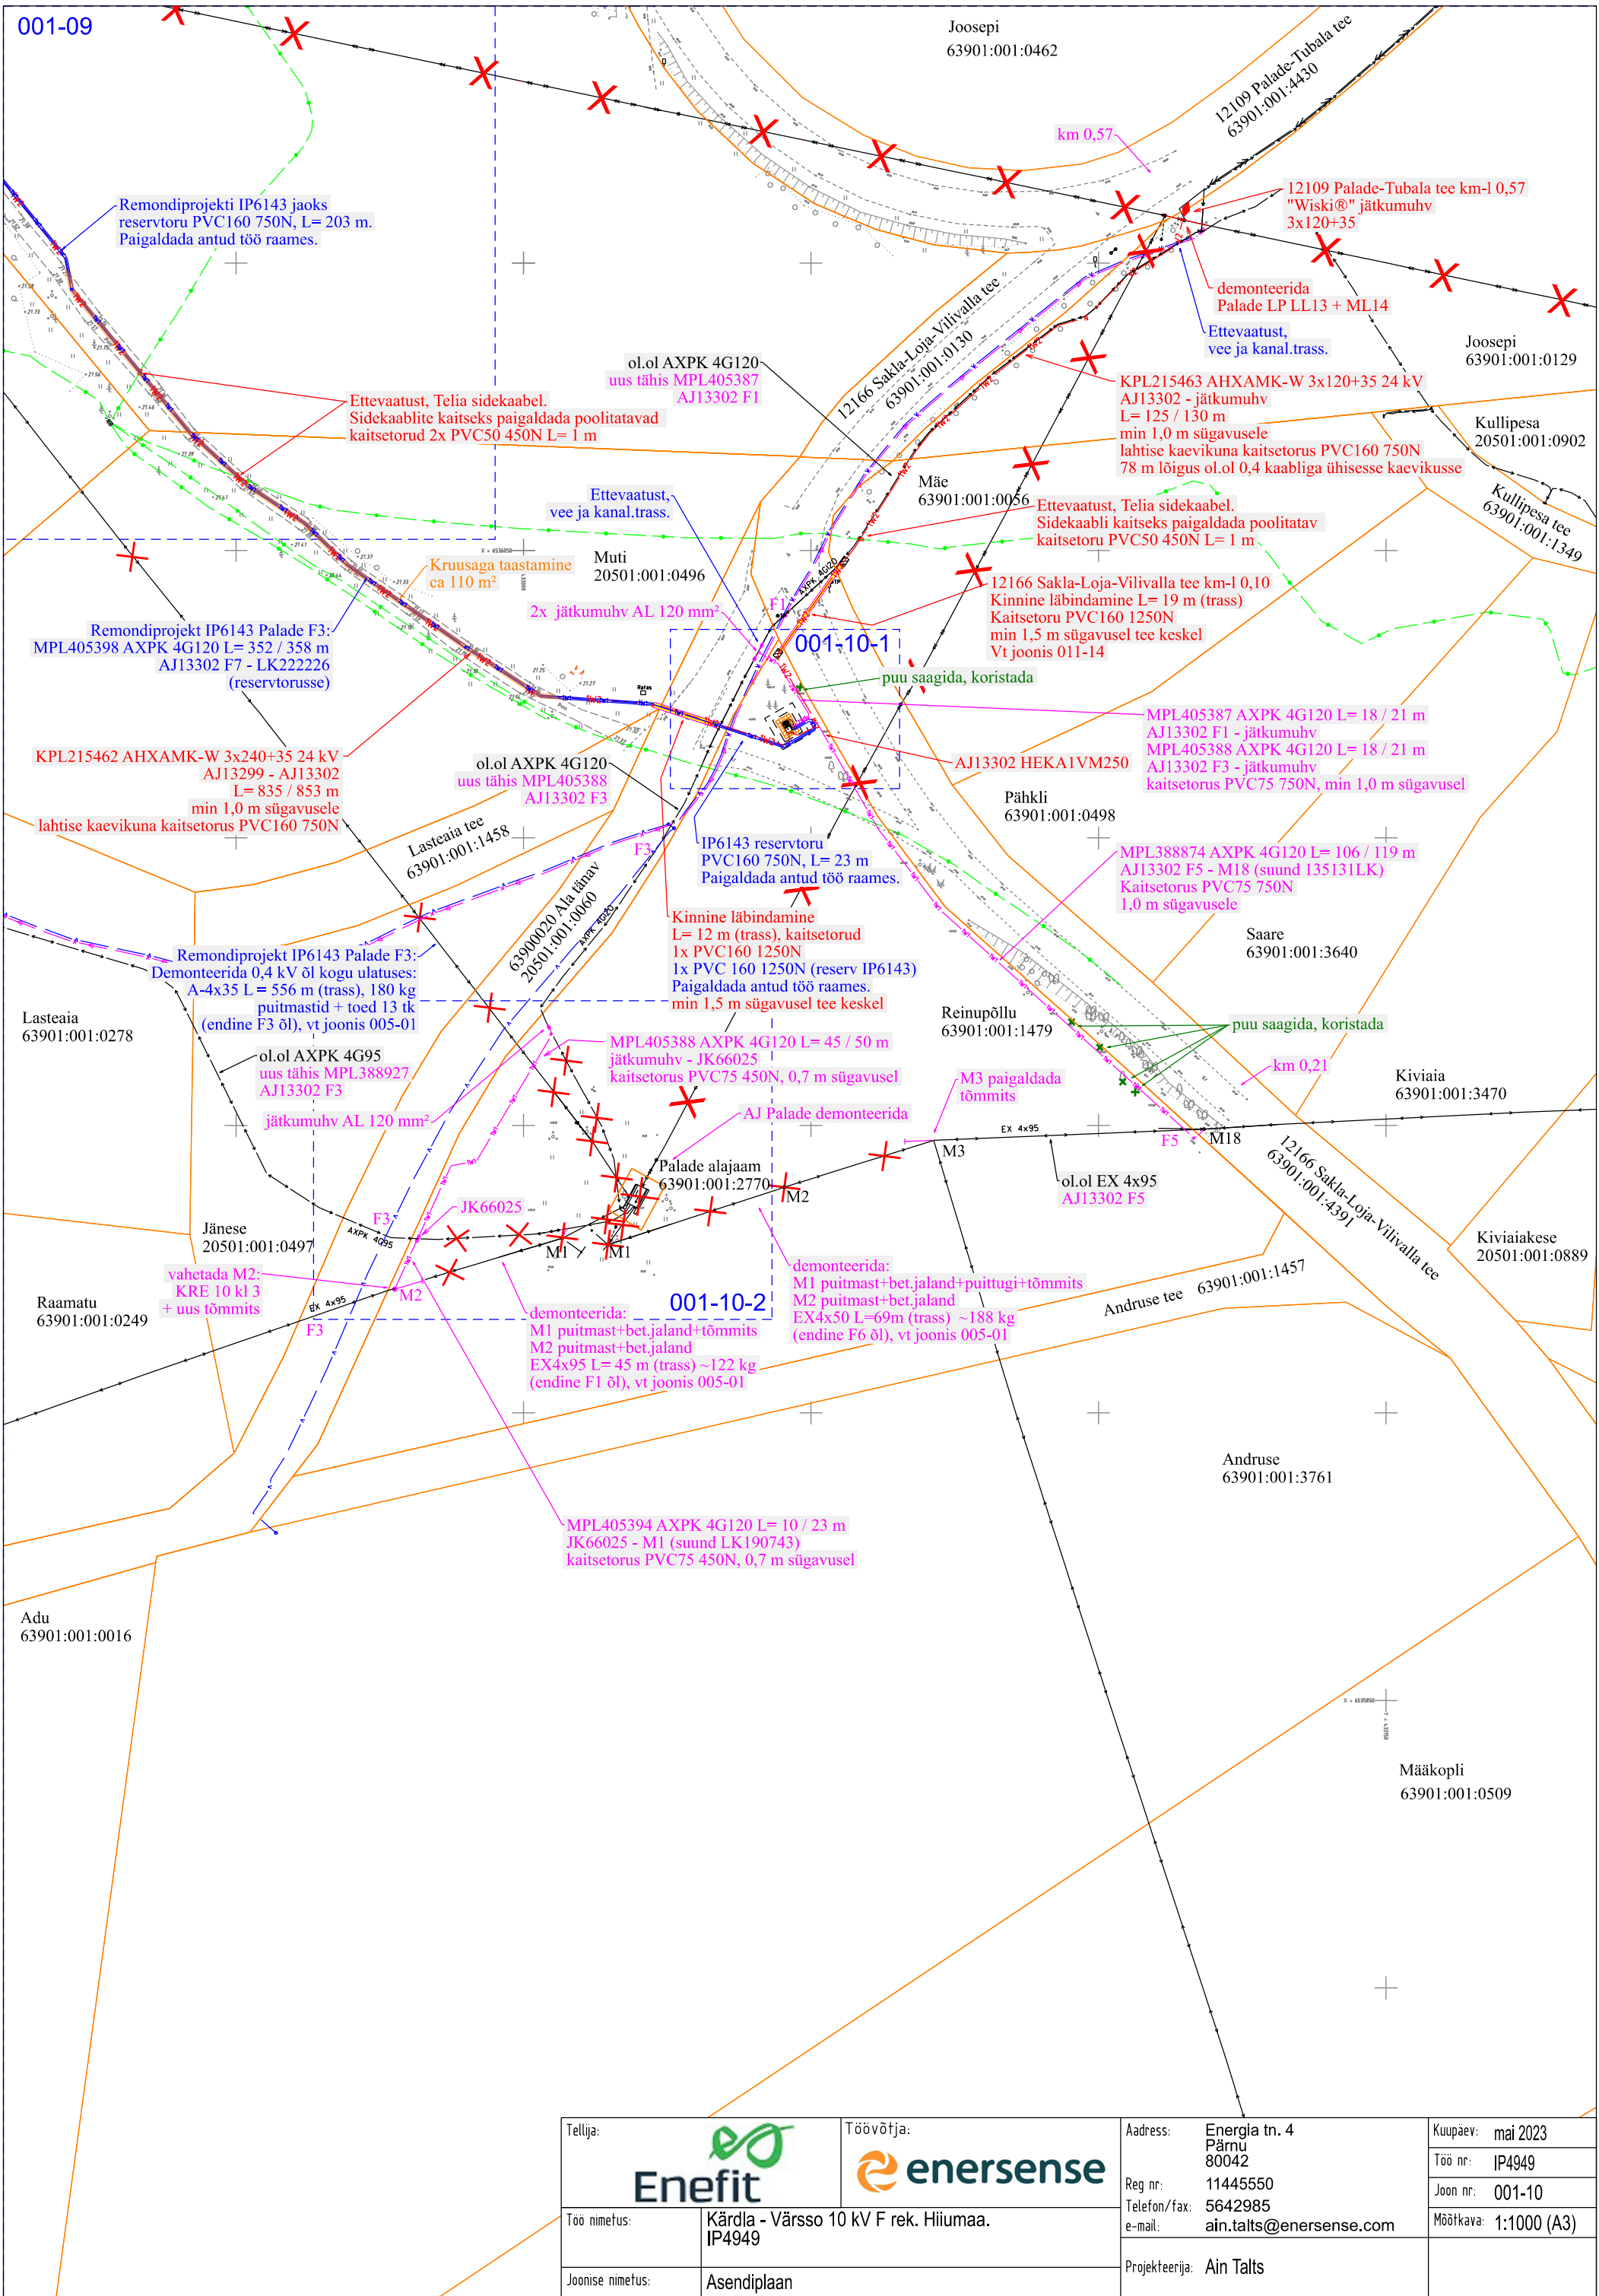 001-09
Joosepi
63901:001:0462
12109 Palade-Tubala tee
63901:001:4430
km 0,57
Remondiprojekti IP6143 jaoks
reservtoru PVC160 750N, L= 203 m.
Paigaldada antud töö raames.
12109 Palade-Tubala tee km-l 0,57
"Wiski®" jätkumuhv
3x120+35
demonteerida
Palade LP LL13 + ML14
Ettevaatust,
vee ja kanal.trass.
Joosepi
63901:001:0129
12166 Sakla-Loja-Vilivalla tee
63901:001:0130
ol.ol AXPK 4G120
uus tähis MPL405387
AJ13302 F1
Ettevaatust, Telia sidekaabel.
Sidekaablite kaitseks paigaldada poolitatavad
kaitsetorud 2x PVC50 450N L= 1 m
KPL215463 AHXAMK-W 3x120+35 24 kV
AJ13302 - jätkumuhv
L= 125 / 130 m
min 1,0 m sügavusele
lahtise kaevikuna kaitsetorus PVC160 750N
78 m lõigus ol.ol 0,4 kaabliga ühisesse kaevikusse
Kullipesa
20501:001:0902
Kullipesa tee
63901:001:1349
Mäe
63901:001:0056
Ettevaatust,
vee ja kanal.trass.
Ettevaatust, Telia sidekaabel.
Sidekaabli kaitseks paigaldada poolitatav
kaitsetoru PVC50 450N L= 1 m
X = 6536050
Muti
20501:001:0496
Kruusaga taastamine
ca 110 m²
AXPK 4G120
F1
2x jätkumuhv AL 120 mm²
12166 Sakla-Loja-Vilivalla tee km-l 0,10
Kinnine läbindamine L= 19 m (trass)
Kaitsetoru PVC160 1250N
min 1,5 m sügavusel tee keskel
Vt joonis 011-14
Remondiprojekt IP6143 Palade F3:
MPL405398 AXPK 4G120 L= 352 / 358 m
AJ13302 F7 - LK222226
(reservtorusse)
001-10-1
puu saagida, koristada
Ratas
MPL405387 AXPK 4G120 L= 18 / 21 m
AJ13302 F1 - jätkumuhv
MPL405388 AXPK 4G120 L= 18 / 21 m
AJ13302 F3 - jätkumuhv
kaitsetorus PVC75 750N, min 1,0 m sügavusel
KPL215462 AHXAMK-W 3x240+35 24 kV
AJ13299 - AJ13302
L= 835 / 853 m
min 1,0 m sügavusele
lahtise kaevikuna kaitsetorus PVC160 750N
ol.ol AXPK 4G120
uus tähis MPL405388
AJ13302 F3
AJ13302 HEKA1VM250
Pähkli
63901:001:0498
Lasteaia tee
63901:001:1458
F3
IP6143 reservtoru
PVC160 750N, L= 23 m
Paigaldada antud töö raames.
MPL388874 AXPK 4G120 L= 106 / 119 m
AJ13302 F5 - M18 (suund 135131LK)
Kaitsetorus PVC75 750N
1,0 m sügavusele
63900020 Ala tänav
20501:001:0060
AXPK 4G120
Kinnine läbindamine
L= 12 m (trass), kaitsetorud
1x PVC160 1250N
1x PVC 160 1250N (reserv IP6143)
Paigaldada antud töö raames.
min 1,5 m sügavusel tee keskel
Saare
63901:001:3640
Remondiprojekt IP6143 Palade F3:
Demonteerida 0,4 kV õl kogu ulatuses:
A-4x35 L = 556 m (trass), 180 kg
puitmastid + toed 13 tk
(endine F3 õl), vt joonis 005-01
Lasteaia
63901:001:0278
Reinupõllu
63901:001:1479
puu saagida, koristada
ol.ol AXPK 4G95
uus tähis MPL388927
AJ13302 F3
MPL405388 AXPK 4G120 L= 45 / 50 m
jätkumuhv - JK66025
kaitsetorus PVC75 450N, 0,7 m sügavusel
km 0,21
M3 paigaldada
tõmmits
Kiviaia
63901:001:3470
jätkumuhv AL 120 mm²
AJ Palade demonteerida
EX 4x95
F5
M18
M3
12166 Sakla-Loja-Vilivalla tee
63901:001:4391
Palade alajaam
63901:001:2770
M2
ol.ol EX 4x95
AJ13302 F5
JK66025
F3
AXPK 4G95
Jänese
20501:001:0497
M1
M1
Kiviaiakese
20501:001:0889
vahetada M2:
KRE 10 kl 3
+ uus tõmmits
M2
demonteerida:
M1 puitmast+bet.jaland+puittugi+tõmmits
M2 puitmast+bet.jaland
EX4x50 L=69m (trass) ~188 kg
(endine F6 õl), vt joonis 005-01
Andruse tee 63901:001:1457
Raamatu
63901:001:0249
EX 4x95
F3
001-10-2
demonteerida:
M1 puitmast+bet.jaland+tõmmits
M2 puitmast+bet.jaland
EX4x95 L= 45 m (trass) ~122 kg
(endine F1 õl), vt joonis 005-01
Andruse
63901:001:3761
MPL405394 AXPK 4G120 L= 10 / 23 m
JK66025 - M1 (suund LK190743)
kaitsetorus PVC75 450N, 0,7 m sügavusel
Adu
63901:001:0016
X = 6535850
Y = 433150
Määkopli
63901:001:0509
Tellija:
Enefit
Töövõtja:
enersense
Aadress: Energia tn. 4
Pärnu
80042
Reg nr: 11445550
Telefon/fax: 5642985
e-mail: ain.talts@enersense.com
Kuupäev: mai 2023
Töö nr: IP4949
Joon nr: 001-10
Mõõtkava: 1:1000 (A3)
Töö nimetus: Kärdla - Värsso 10 kV F rek. Hiiumaa.
IP4949
Projekteerija: Ain Talts
Joonise nimetus: Asendiplaan